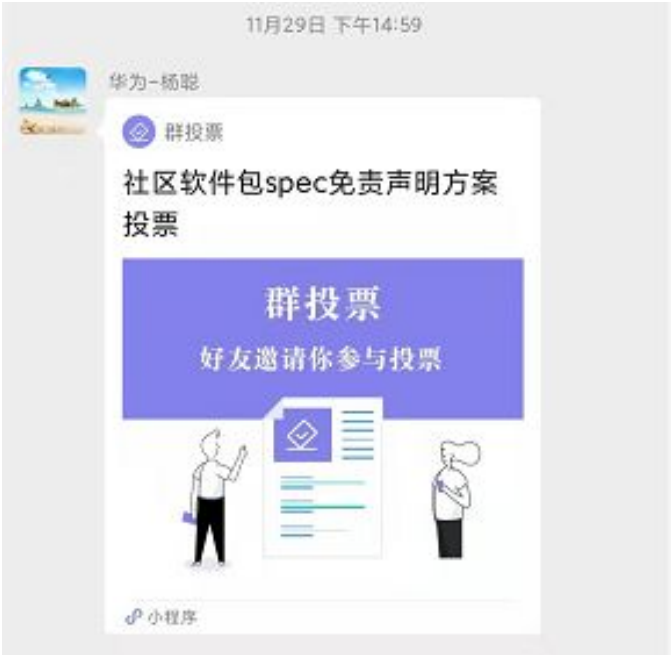 11月29日 下午14:59
华为-杨聪
群投票
社区软件包spec免责声明方案
投票
群投票
好友邀请你参与投票
小程序